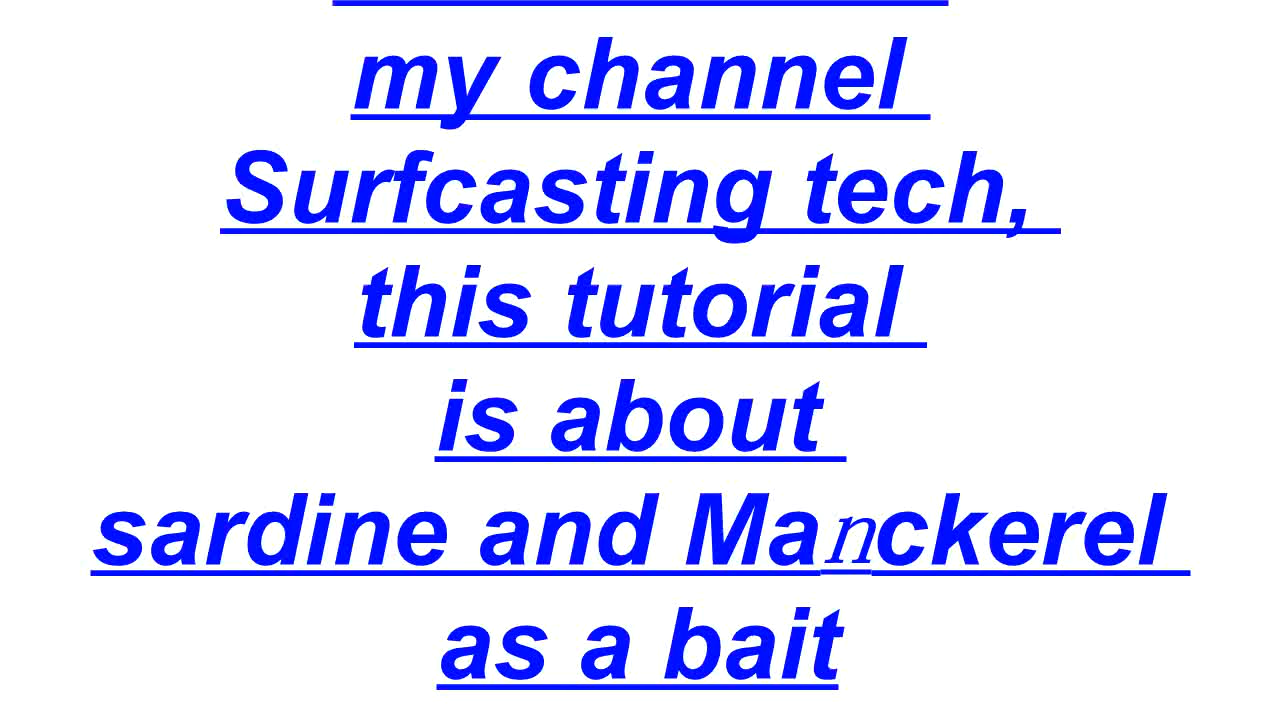 my channel
Surfcasting tech,
this tutorial
is about
sardine and Manckerel
as a bait